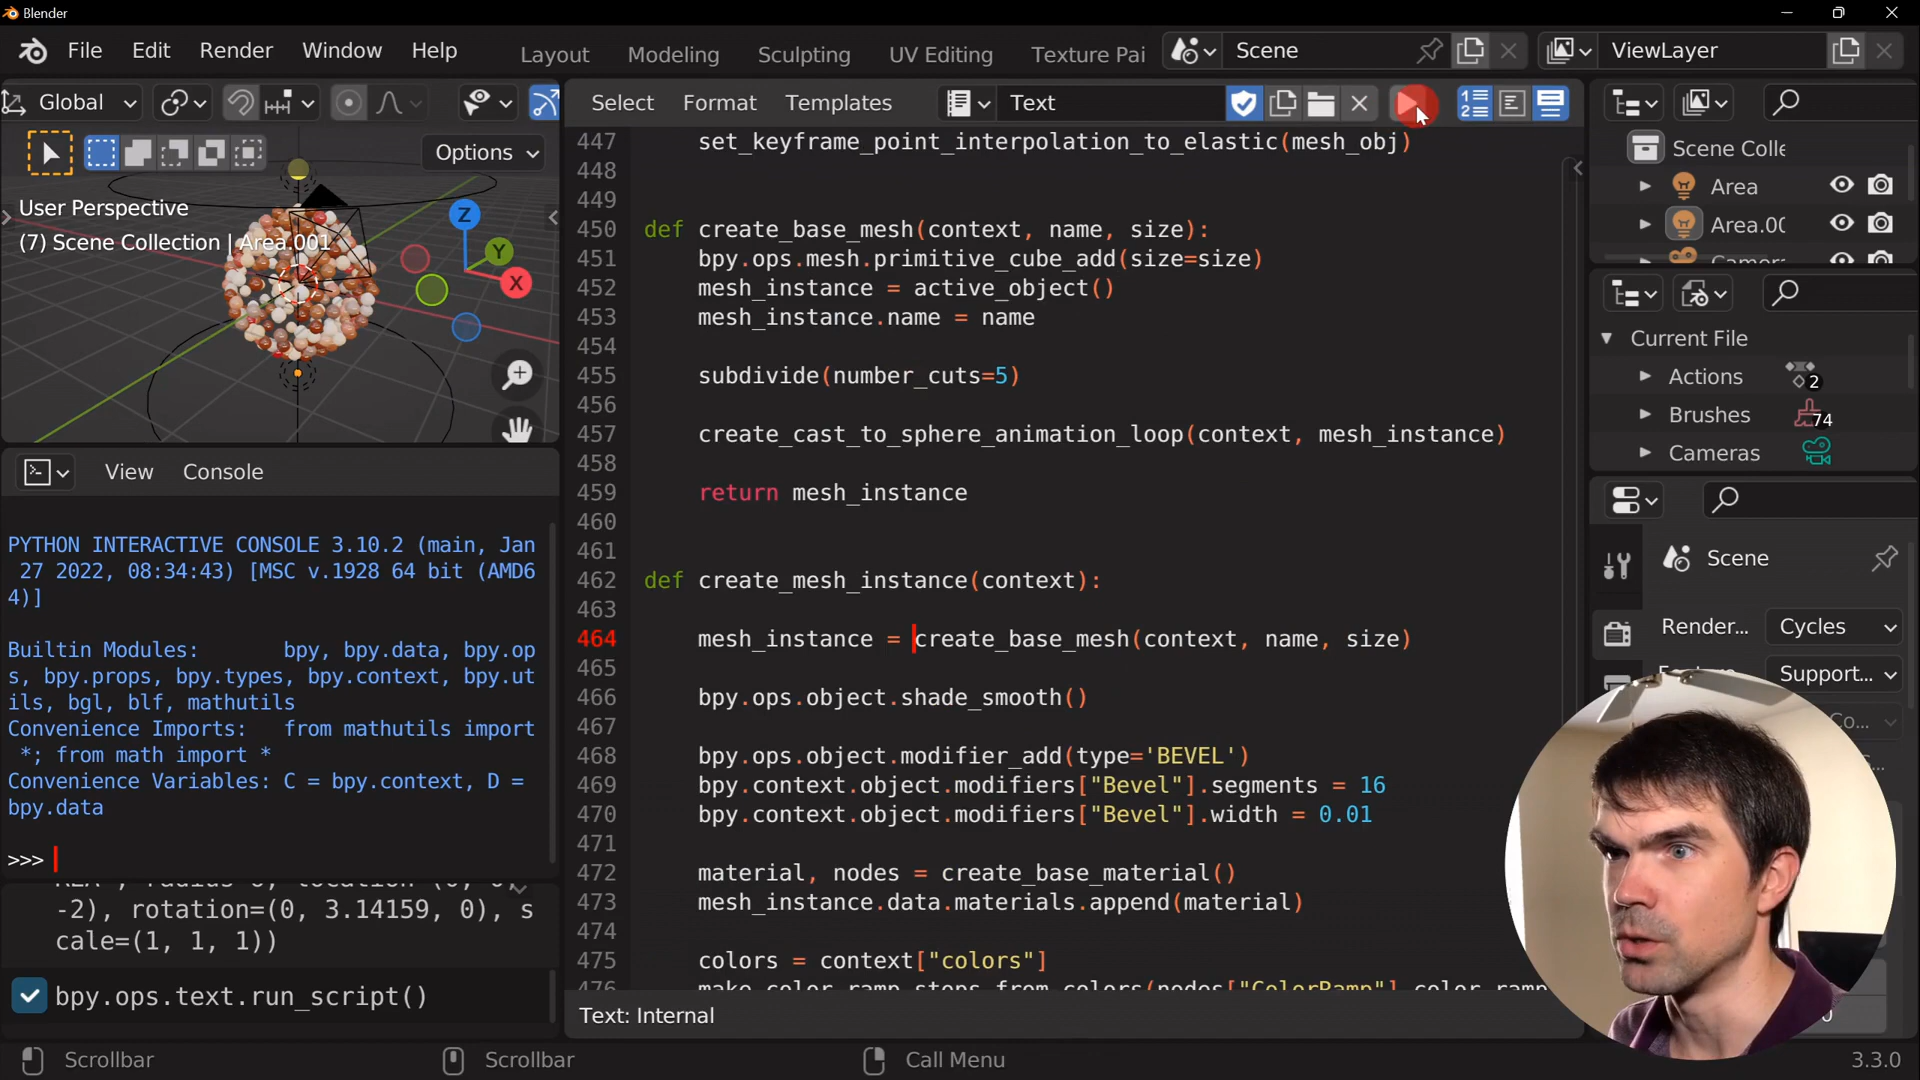 Blender
File Edit Render Window Help
Layout Modeling Sculpting UV Editing Texture Pai
Scene
ViewLayer
Global
Select Format Templates
Text
Options
User Perspective
(7) Scene Collection | Area.001
Z
Y
X
View Console
PYTHON INTERACTIVE CONSOLE 3.10.2 (main, Jan
27 2022, 08:34:43) [MSC v.1928 64 bit (AMD6
4)]
Builtin Modules: bpy, bpy.data, bpy.op
s, bpy.props, bpy.types, bpy.context, bpy.ut
ils, bgl, blf, mathutils
Convenience Imports: from mathutils import
*; from math import *
Convenience Variables: C = bpy.context, D =
bpy.data
>>>
-2), rotation=(0, 3.14159, 0), s
cale=(1, 1, 1))
bpy.ops.text.run_script()
447 set_keyframe_point_interpolation_to_elastic(mesh_obj)
448
449
450 def create_base_mesh(context, name, size):
451 bpy.ops.mesh.primitive_cube_add(size=size)
452 mesh_instance = active_object()
453 mesh_instance.name = name
454
455 subdivide(number_cuts=5)
456
457 create_cast_to_sphere_animation_loop(context, mesh_instance)
458
459 return mesh_instance
460
461
462 def create_mesh_instance(context):
463
464 mesh_instance = create_base_mesh(context, name, size)
465
466 bpy.ops.object.shade_smooth()
467
468 bpy.ops.object.modifier_add(type='BEVEL')
469 bpy.context.object.modifiers["Bevel"].segments = 16
470 bpy.context.object.modifiers["Bevel"].width = 0.01
471
472 material, nodes = create_base_material()
473 mesh_instance.data.materials.append(material)
474
475 colors = context["colors"]
476 make_color_ramp_stops_from_colors(nodes["ColorRamp"].color_ramp
Text: Internal
Scene Colle
Area
Area.00
Camer
Current File
Actions 2
Brushes 74
Cameras
Scene
Render... Cycles
Support...
Co...
Scrollbar
Scrollbar
Call Menu
3.3.0